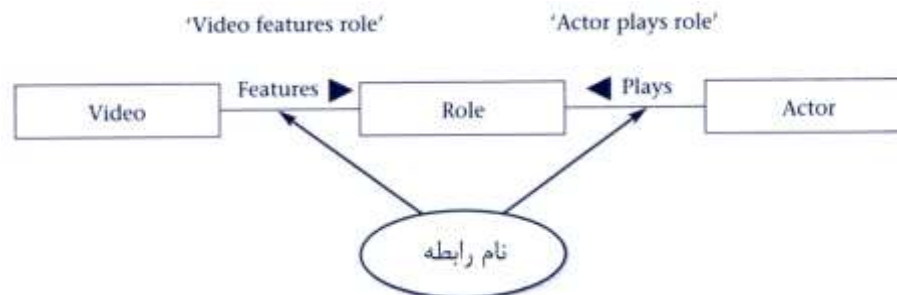 'Video features role' 'Actor plays role'
Features ▶ ◀ Plays
Video Role Actor
نام رابطه